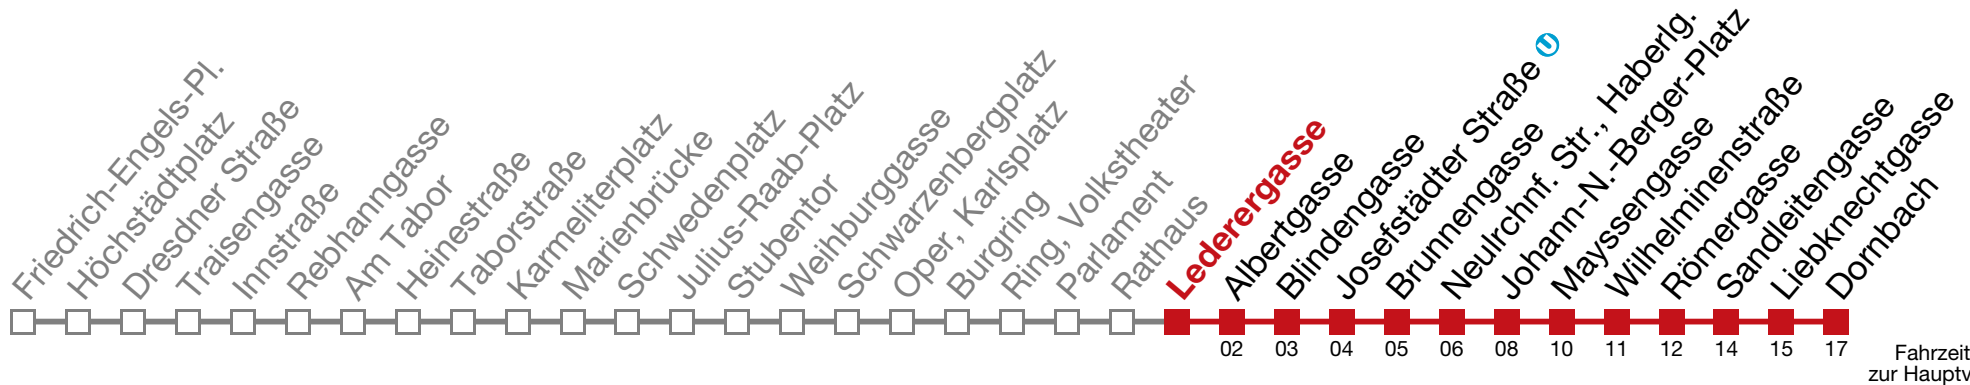 Friedrich-Engels-Pl.
Höchstädtplatz
Dresdner Straße
Traisengasse
Innstraße
Rebhanngasse
Am Tabor
Heinestraße
Taborstraße
Karmeliterplatz
Marienbrücke
Schwedenplatz
Julius-Raab-Platz
Stubentor
Weihburggasse
Schwarzenbergplatz
Oper, Karlsplatz
Burgring
Ring, Volkstheater
Parlament
Rathaus
Lederergasse
Albertgasse
Blindengasse
Josefstädter Straße U
Brunnengasse
Neulrchnf. Str., Haberlg.
Johann-N.-Berger-Platz
Mayssengasse
Wilhelminenstraße
Römergasse
Sandleitengasse
Liebknechtgasse
Dornbach
02 03 04 05 06 08 10 11 12 14 15 17
Fahrzeit
zur Hauptv